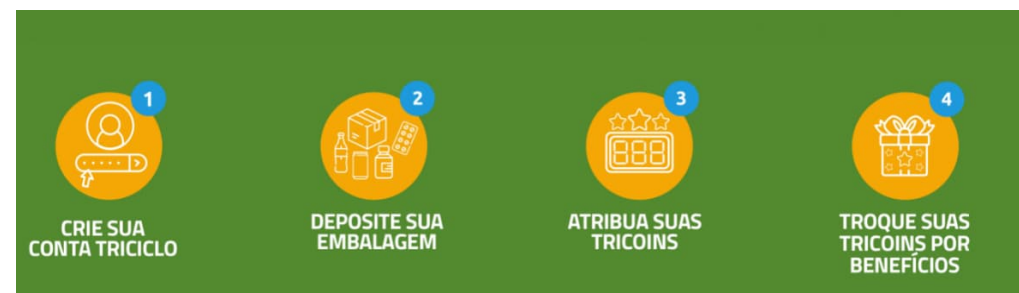 1
CRIE SUA
CONTA TRICICLO
2
DEPOSITE SUA
EMBALAGEM
3
888
ATRIBUA SUAS
TRICOINS
4
TROQUE SUAS
TRICOINS POR
BENEFÍCIOS